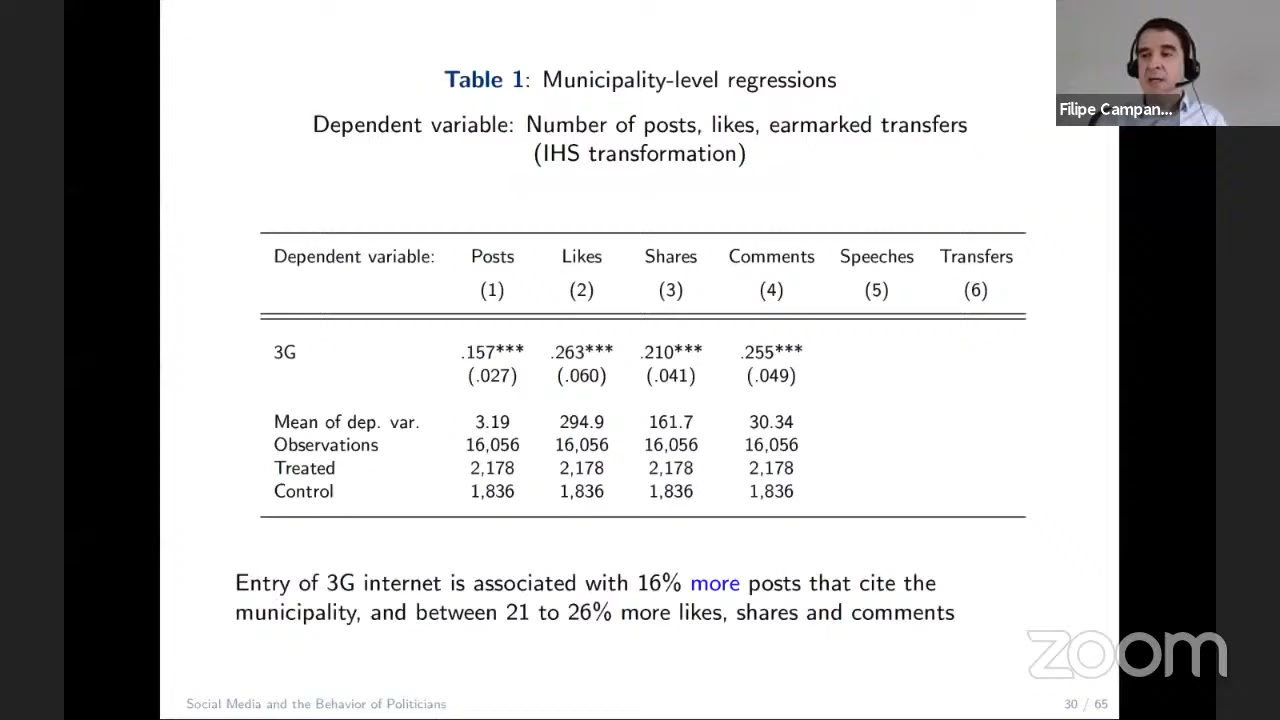 Filipe Campan...
Table 1: Municipality-level regressions
Dependent variable: Number of posts, likes, earmarked transfers
(IHS transformation)
Dependent variable: Posts Likes Shares Comments Speeches Transfers
(1) (2) (3) (4) (5) (6)
3G .157*** .263*** .210*** .255***
(.027) (.060) (.041) (.049)
Mean of dep. var. 3.19 294.9 161.7 30.34
Observations 16,056 16,056 16,056 16,056
Treated 2,178 2,178 2,178 2,178
Control 1,836 1,836 1,836 1,836
Entry of 3G internet is associated with 16% more posts that cite the
municipality, and between 21 to 26% more likes, shares and comments
zoom
Social Media and the Behavior of Politicians 30 / 65